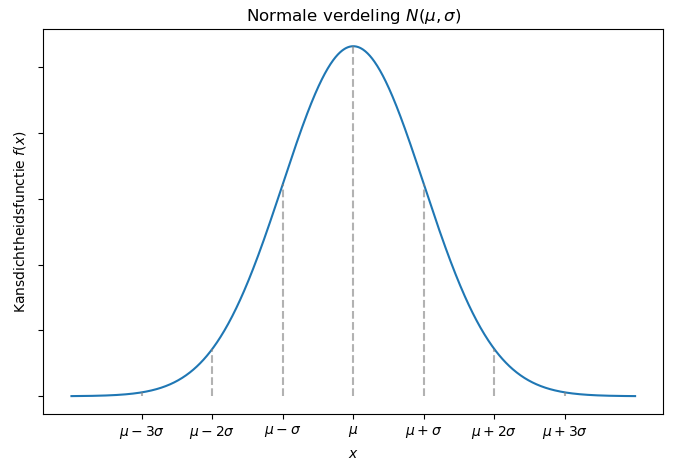 Normale verdeling N(μ, σ)
Kansdichtheidsfunctie f(x)
μ − 3σ μ − 2σ μ − σ μ μ + σ μ + 2σ μ + 3σ
x